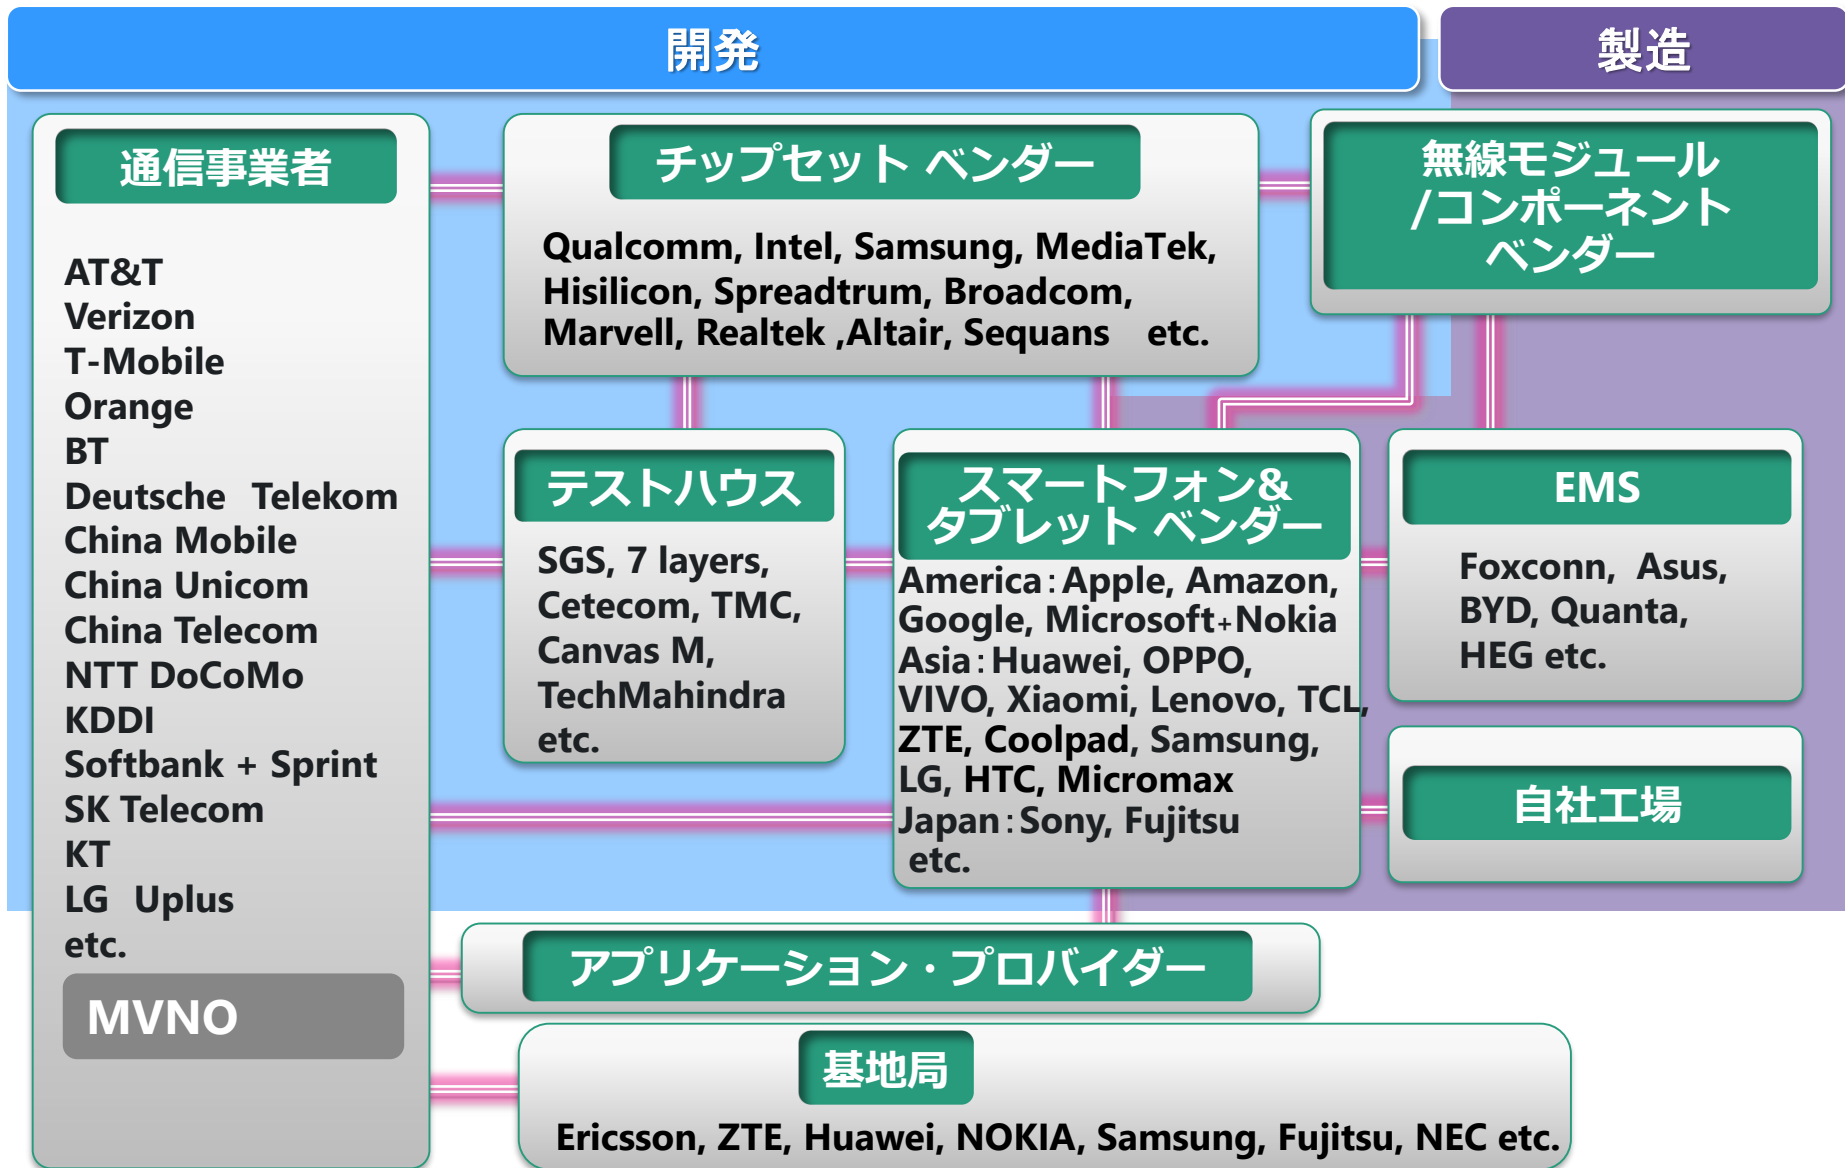 開発
製造
通信事業者
AT&T
Verizon
T-Mobile
Orange
BT
Deutsche Telekom
China Mobile
China Unicom
China Telecom
NTT DoCoMo
KDDI
Softbank + Sprint
SK Telecom
KT
LG Uplus
etc.
MVNO
チップセット ベンダー
Qualcomm, Intel, Samsung, MediaTek,
Hisilicon, Spreadtrum, Broadcom,
Marvell, Realtek ,Altair, Sequans etc.
無線モジュール
/コンポーネント
ベンダー
テストハウス
SGS, 7 layers,
Cetecom, TMC,
Canvas M,
TechMahindra
etc.
スマートフォン&
タブレット ベンダー
America：Apple, Amazon,
Google, Microsoft+Nokia
Asia：Huawei, OPPO,
VIVO, Xiaomi, Lenovo, TCL,
ZTE, Coolpad, Samsung,
LG, HTC, Micromax
Japan：Sony, Fujitsu
etc.
EMS
Foxconn, Asus,
BYD, Quanta,
HEG etc.
自社工場
アプリケーション・プロバイダー
基地局
Ericsson, ZTE, Huawei, NOKIA, Samsung, Fujitsu, NEC etc.